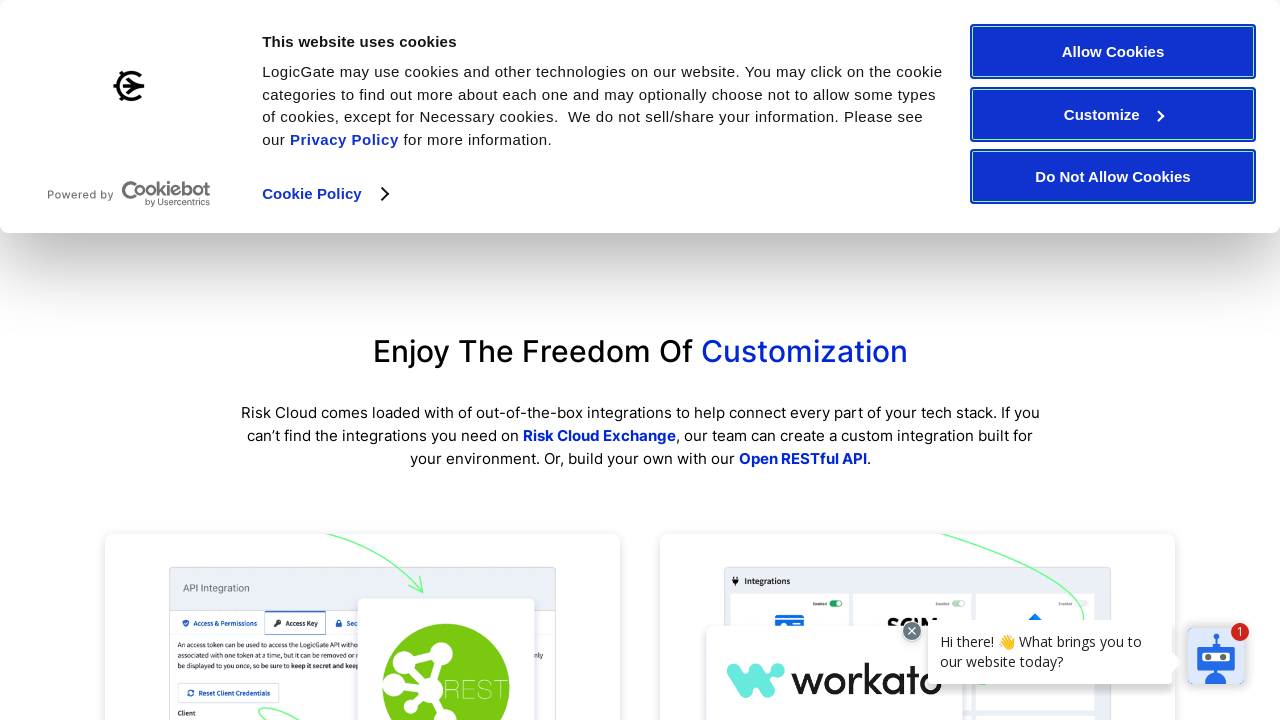 This website uses cookies
LogicGate may use cookies and other technologies on our website. You may click on the cookie
categories to find out more about each one and may optionally choose not to allow some types
of cookies, except for Necessary cookies.  We do not sell/share your information. Please see
our Privacy Policy for more information.
Powered by Cookiebot
by Usercentrics
Cookie Policy
Allow Cookies
Customize
Do Not Allow Cookies
Enjoy The Freedom Of Customization
Risk Cloud comes loaded with of out-of-the-box integrations to help connect every part of your tech stack. If you
can’t find the integrations you need on Risk Cloud Exchange, our team can create a custom integration built for
your environment. Or, build your own with our Open RESTful API.
API Integration
Access & Permissions
Access Key
An access token can be used to access the LogicGate API
associated with one token at a time, but it can be removed or
be displayed to you once, so be sure to keep it secret and keep
Reset Client Credentials
Client
REST
Integrations
Enabled
Enabled
Enabled
workato
Hi there! 👋 What brings you to
our website today?
1